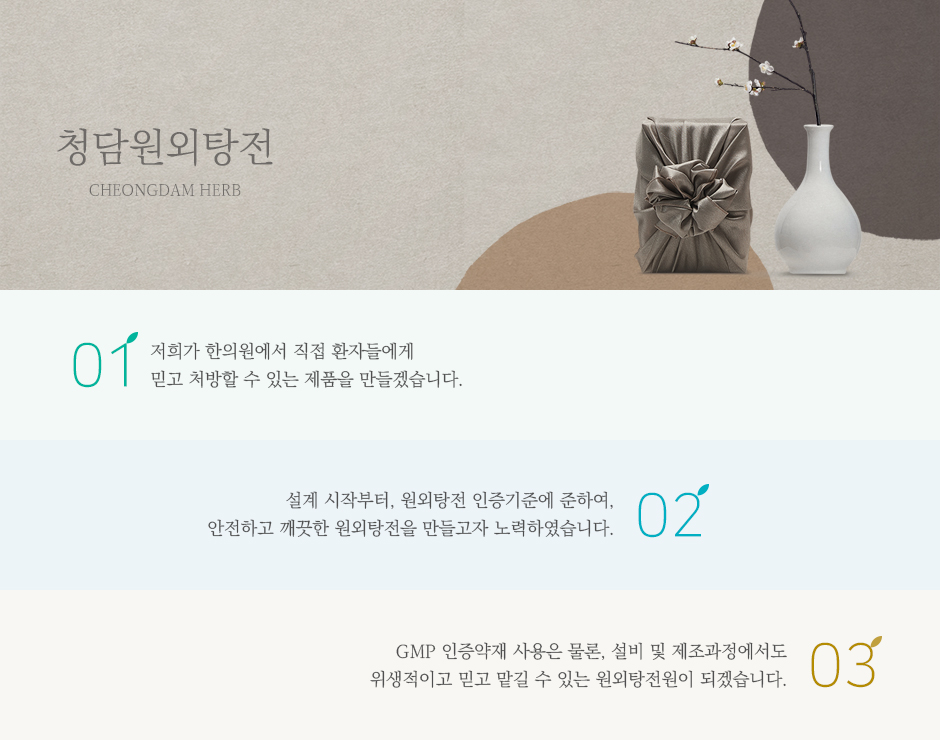 청담원외탕전
CHEONGDAM HERB
01
저희가 한의원에서 직접 환자들에게
믿고 처방할 수 있는 제품을 만들겠습니다.
설계 시작부터, 원외탕전 인증기준에 준하여,
안전하고 깨끗한 원외탕전을 만들고자 노력하였습니다.
02
GMP 인증약재 사용은 물론, 설비 및 제조과정에서도
위생적이고 믿고 맡길 수 있는 원외탕전원이 되겠습니다.
03